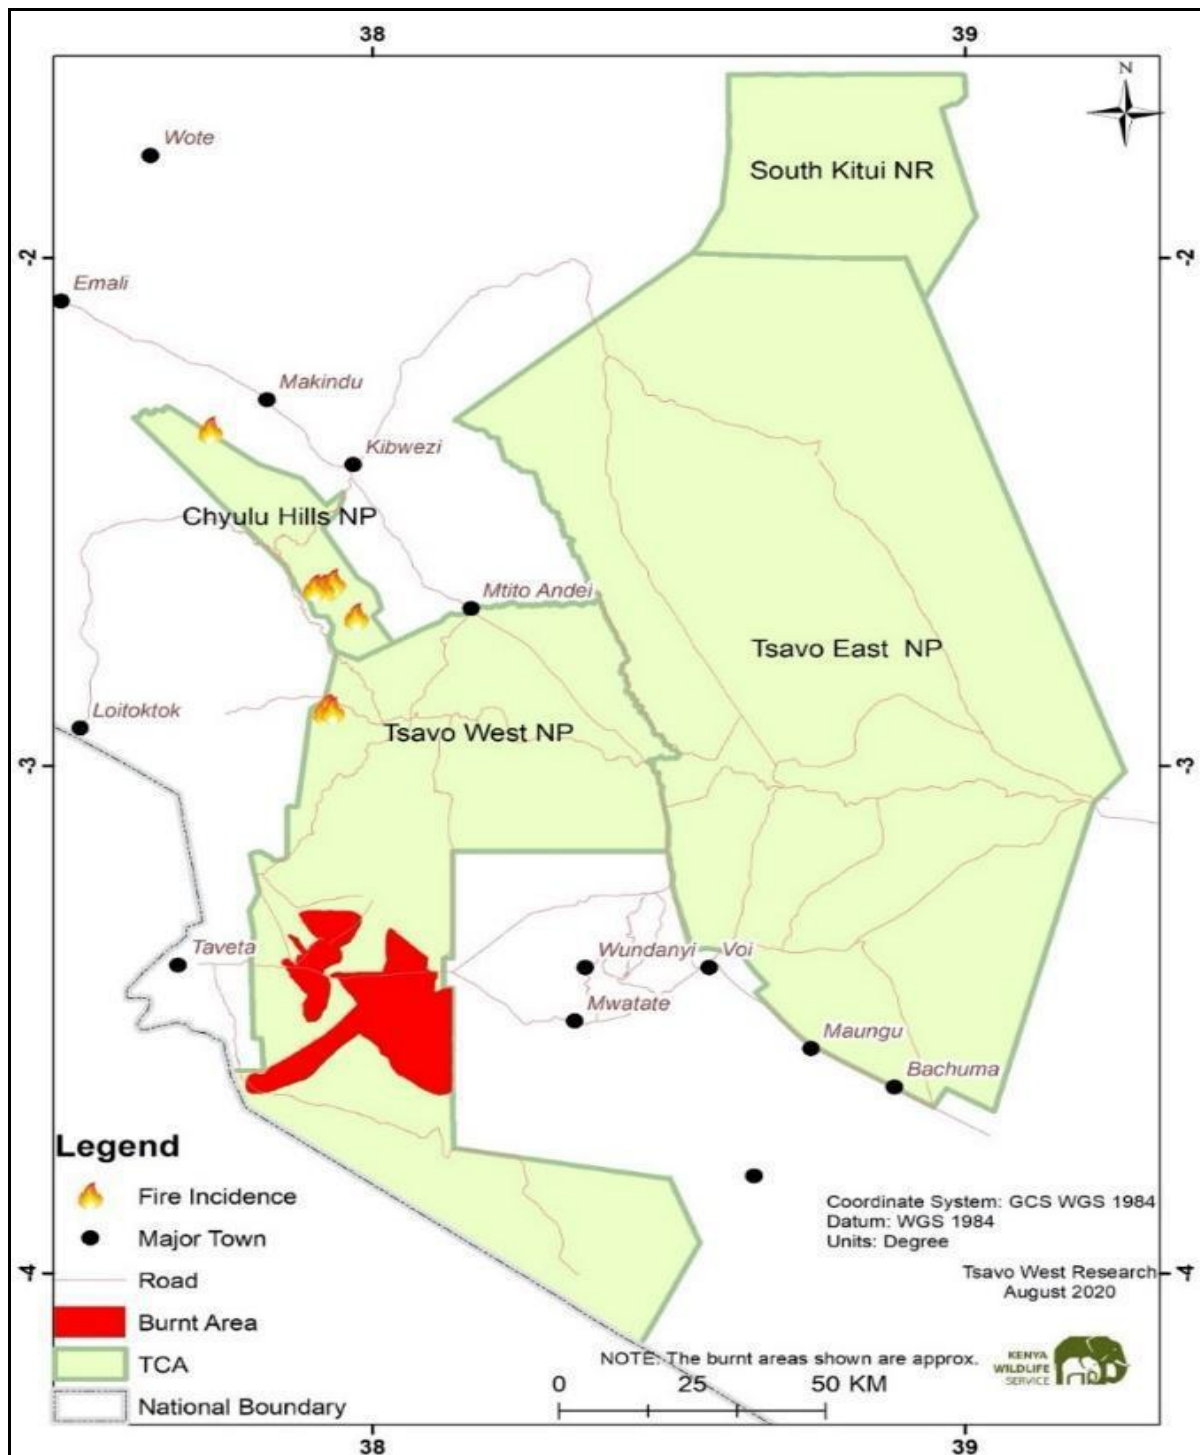 38
39
N
Wote
South Kitui NR
-2
-2
Emali
Makindu
Kibwezi
Chyulu Hills NP
Mtito Andei
Tsavo East  NP
Loitoktok
Tsavo West NP
-3
-3
Taveta
Wundanyi
Voi
Mwatate
Maungu
Bachuma
Legend
Fire Incidence
Major Town
Road
Burnt Area
TCA
National Boundary
Coordinate System: GCS WGS 1984
Datum: WGS 1984
Units: Degree
-4
-4
Tsavo West Research
August 2020
NOTE: The burnt areas shown are approx.
KENYA
WILDLIFE
SERVICE
0 25 50 KM
38
39